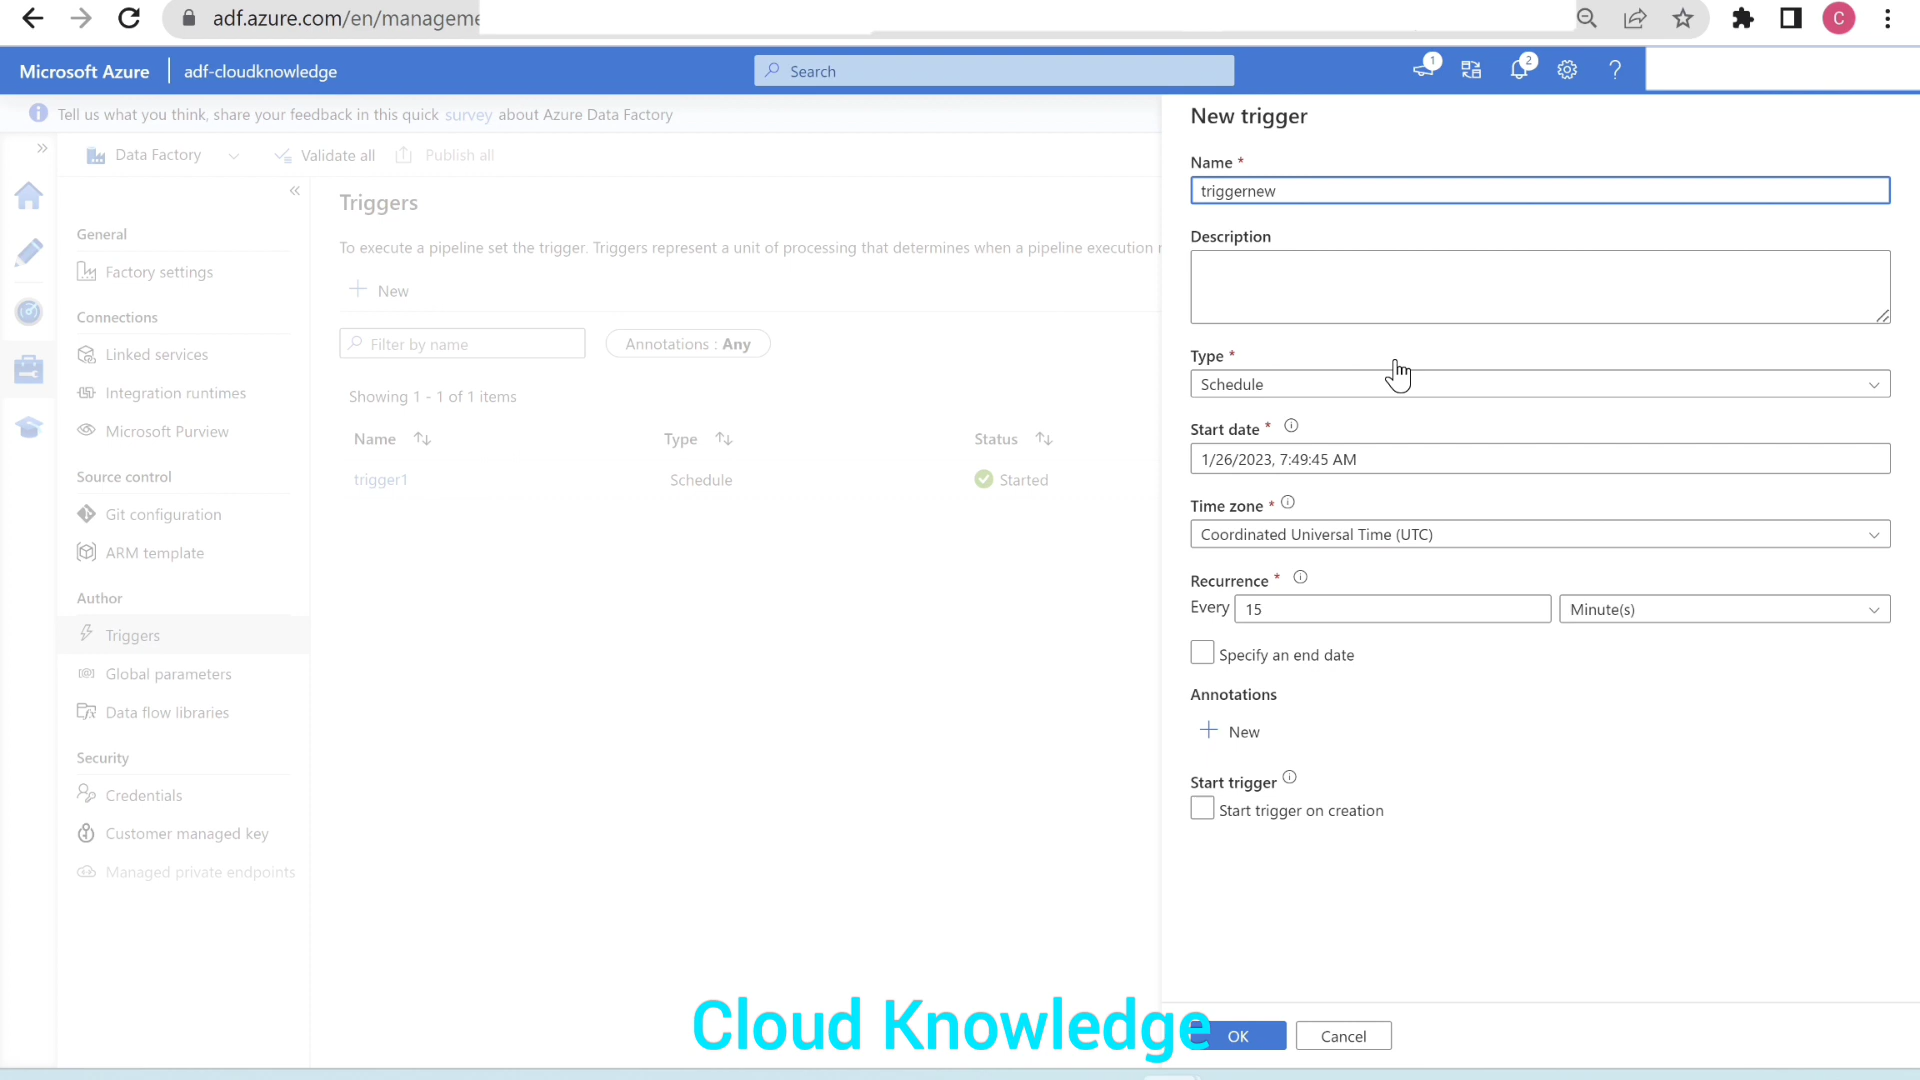 adf.azure.com/en/manageme
C
Microsoft Azure
adf-cloudknowledge
Search
1
2
Tell us what you think, share your feedback in this quick survey about Azure Data Factory
Data Factory
Validate all
Publish all
General
Factory settings
Connections
Linked services
Integration runtimes
Microsoft Purview
Source control
Git configuration
ARM template
Author
Triggers
Global parameters
Data flow libraries
Security
Credentials
Customer managed key
Managed private endpoints
Triggers
To execute a pipeline set the trigger. Triggers represent a unit of processing that determines when a pipeline execution
New
Filter by name
Annotations : Any
Showing 1 - 1 of 1 items
Name Type Status
trigger1 Schedule Started
New trigger
Name *
triggernew
Description
Type *
Schedule
Start date *
1/26/2023, 7:49:45 AM
Time zone *
Coordinated Universal Time (UTC)
Recurrence *
Every 15 Minute(s)
Specify an end date
Annotations
New
Start trigger
Start trigger on creation
OK
Cancel
Cloud Knowledge